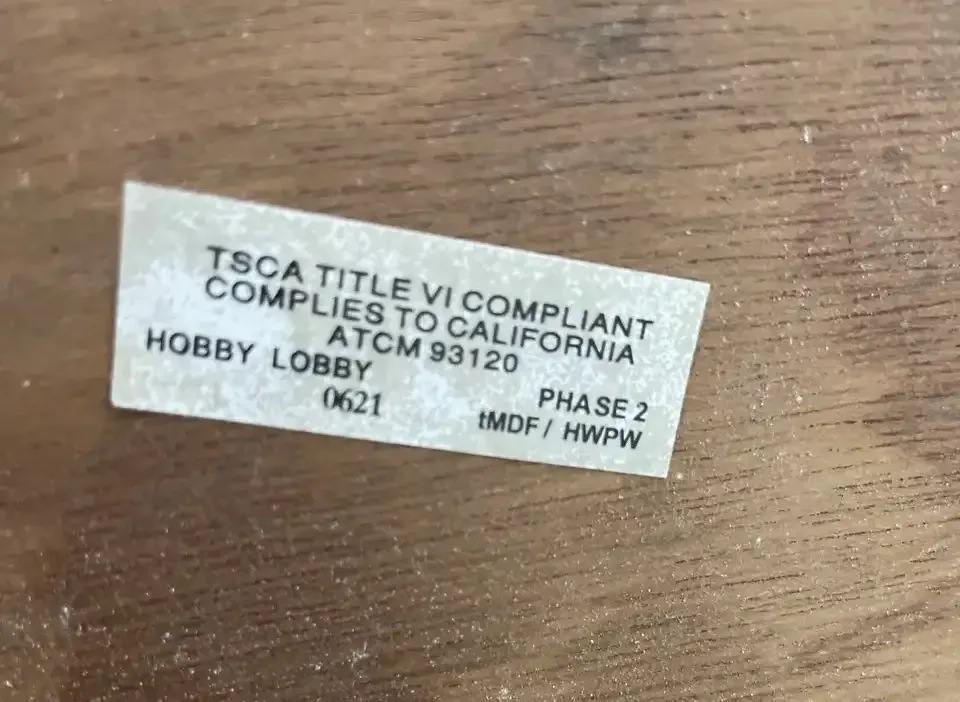 TSCA TITLE VI COMPLIANT
COMPLIES TO CALIFORNIA
ATCM 93120
HOBBY LOBBY
0621
PHASE 2
tMDF / HWPW